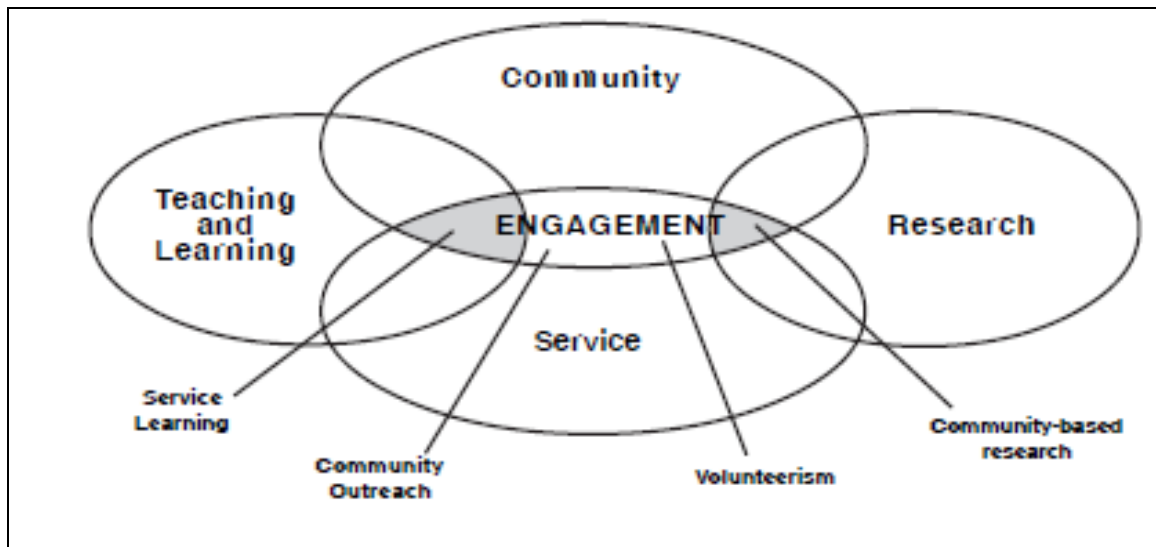 Community
Teaching
and
Learning
ENGAGEMENT
Research
Service
Service
Learning
Community
Outreach
Volunteerism
Community-based
research